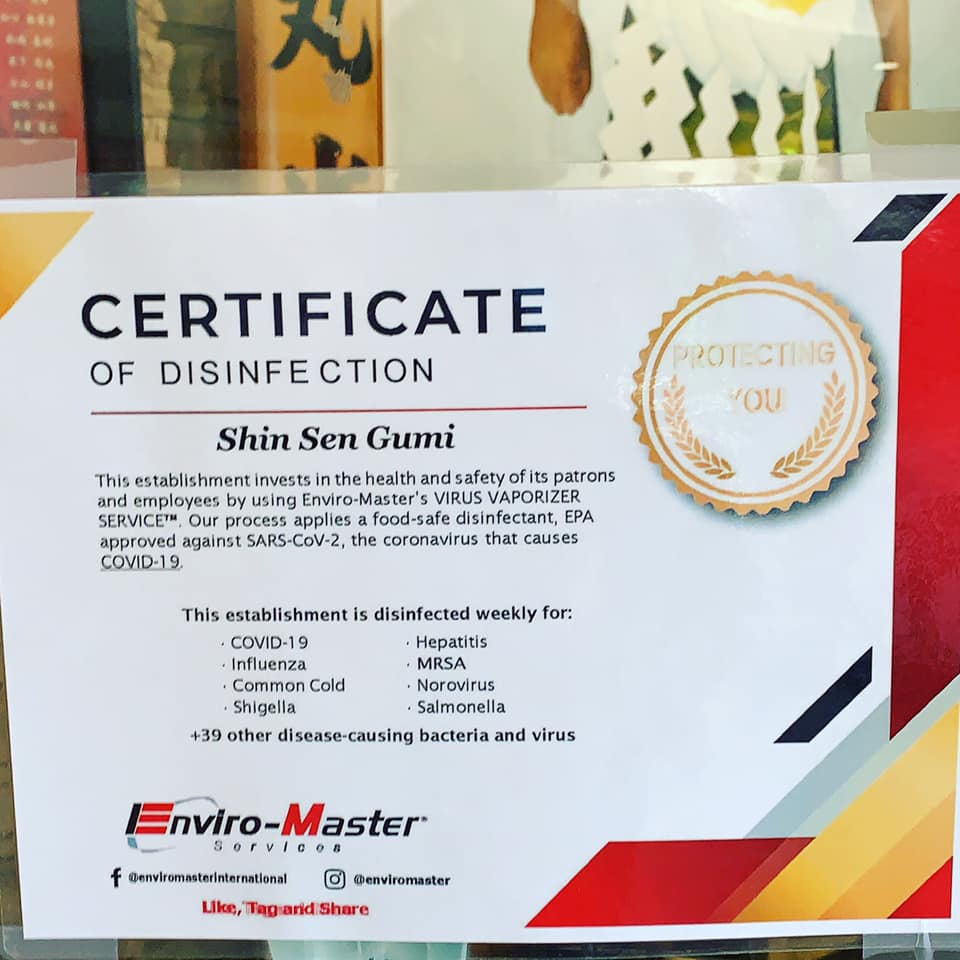 丸
CERTIFICATE
OF DISINFECTION
PROTECTING
YOU
Shin Sen Gumi
This establishment invests in the health and safety of its patrons
and employees by using Enviro-Master's VIRUS VAPORIZER
SERVICE™. Our process applies a food-safe disinfectant, EPA
approved against SARS-CoV-2, the coronavirus that causes
COVID-19.
This establishment is disinfected weekly for:
· COVID-19 · Hepatitis
· Influenza · MRSA
· Common Cold · Norovirus
· Shigella · Salmonella
+39 other disease-causing bacteria and virus
Enviro-Master
Services
@enviromasterinternational @enviromaster
Like, Tag and Share